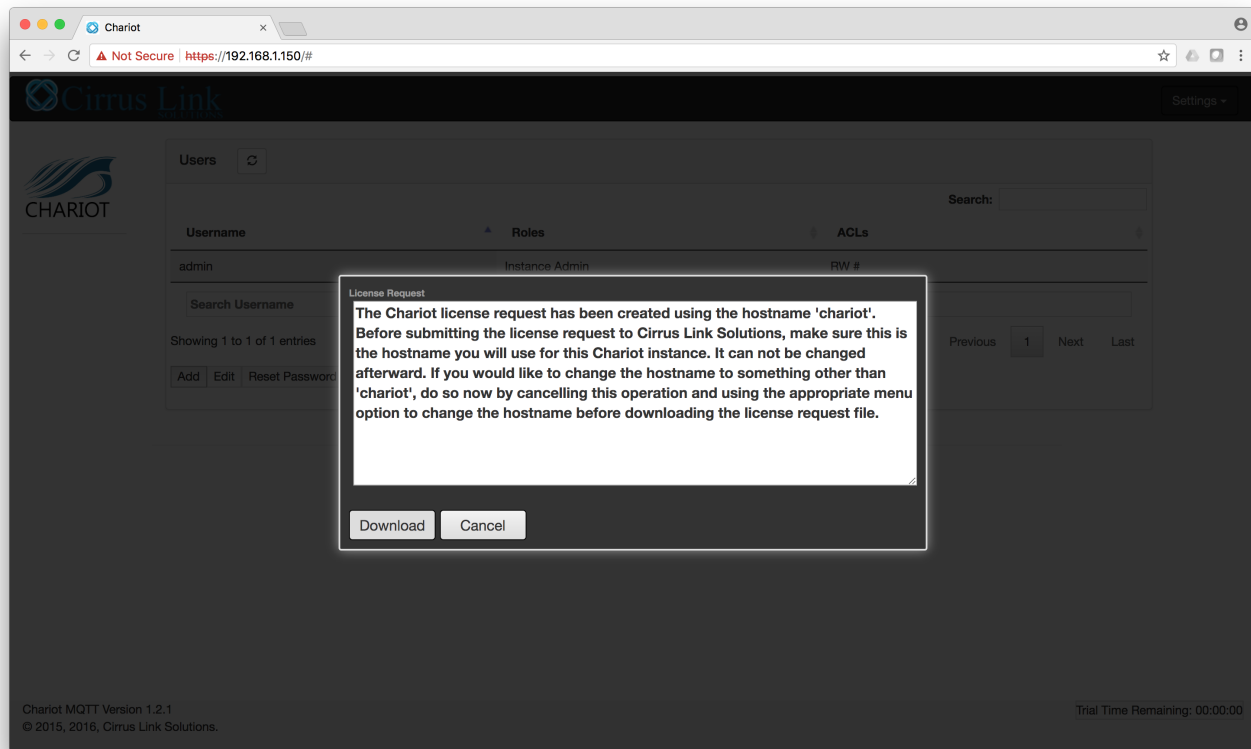 Chariot
Not Secure https://192.168.1.150/#
Cirrus Link
SOLUTIONS
Settings
CHARIOT
Users
Search:
Username Roles ACLs
admin Instance Admin RW #
Search Username
Showing 1 to 1 of 1 entries
Previous 1 Next Last
Add Edit Reset Password
License Request
The Chariot license request has been created using the hostname 'chariot'.
Before submitting the license request to Cirrus Link Solutions, make sure this is
the hostname you will use for this Chariot instance. It can not be changed
afterward. If you would like to change the hostname to something other than
'chariot', do so now by cancelling this operation and using the appropriate menu
option to change the hostname before downloading the license request file.
Download Cancel
Chariot MQTT Version 1.2.1
© 2015, 2016, Cirrus Link Solutions.
Trial Time Remaining: 00:00:00